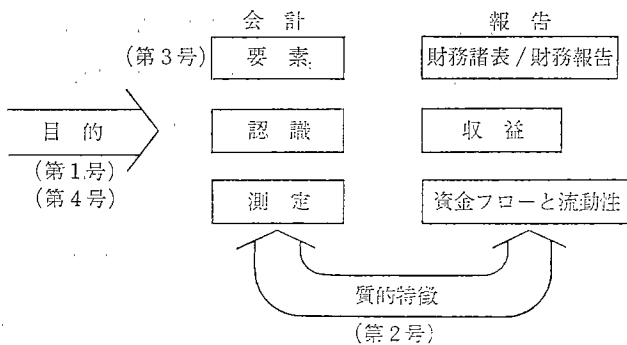 会計 報告
(第3号) 要素 財務諸表/財務報告
目的 認識 収益
(第1号)
(第4号) 測定 資金フローと流動性
質的特徴
(第2号)